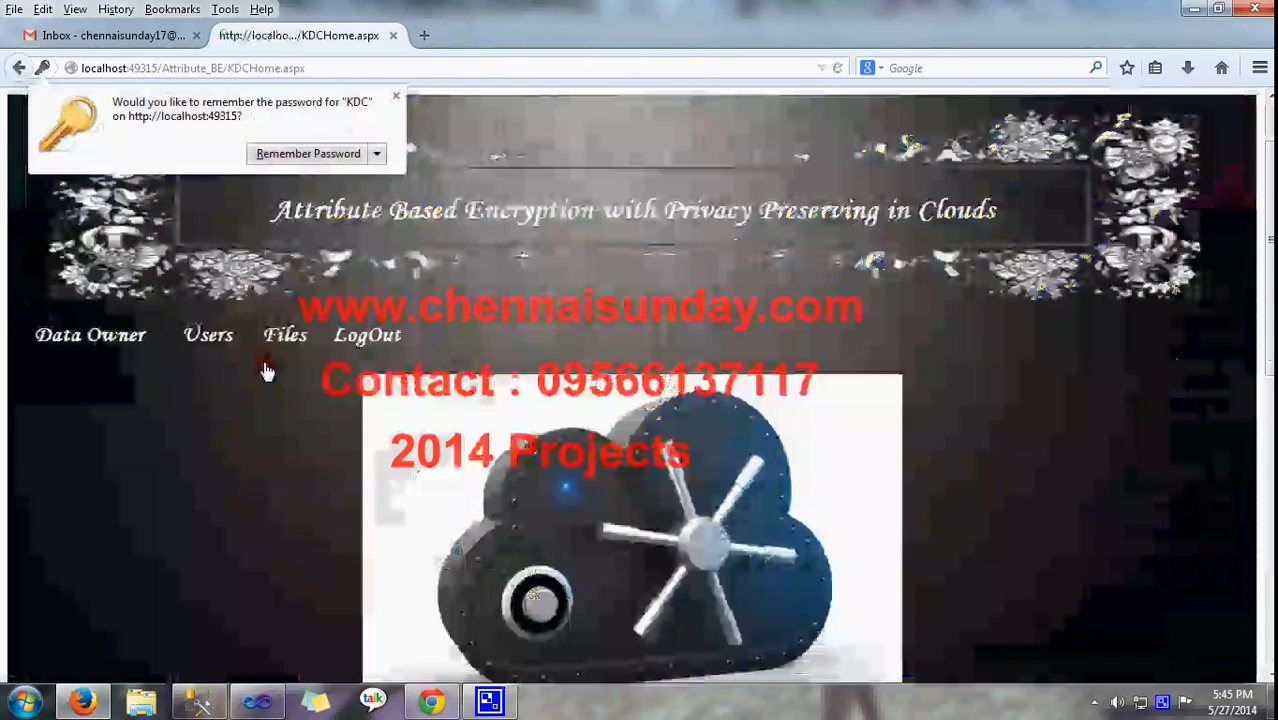 File Edit View History Bookmarks Tools Help
Inbox - chennaisunday17@... http://localho.../KDCHome.aspx
localhost:49315/Attribute_BE/KDCHome.aspx Google
Would you like to remember the password for "KDC"
on http://localhost:49315?
Remember Password
Attribute Based Encryption with Privacy Preserving in Clouds
www.chennaisunday.com
Data Owner Users Files LogOut
Contact : 09566137117
2014 Projects
talk
5:45 PM
5/27/2014